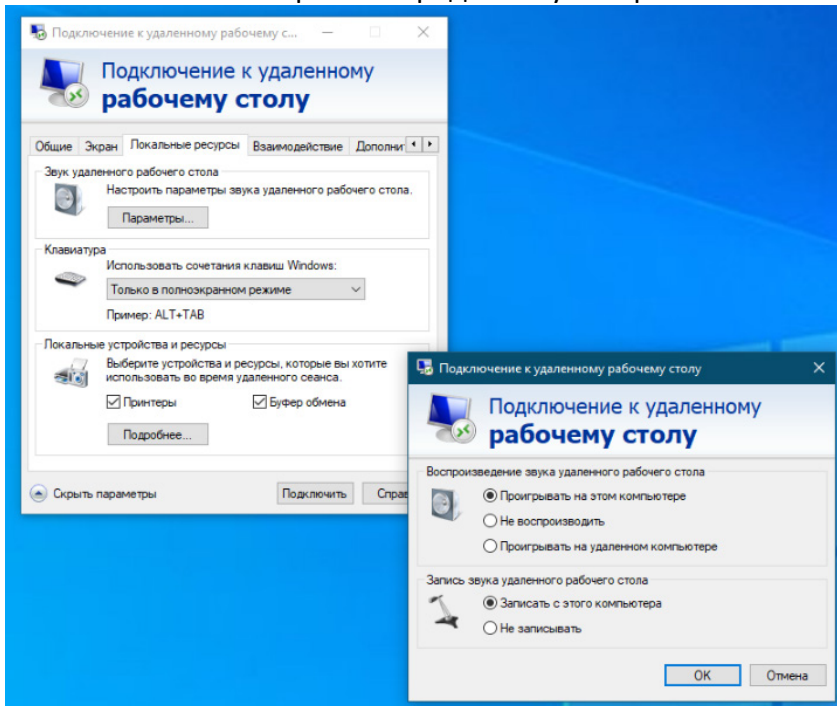 Подключение к удаленному рабочему с...
Подключение к удаленному
рабочему столу
Общие Экран Локальные ресурсы Взаимодействие Дополнит
Звук удаленного рабочего стола
Настроить параметры звука удаленного рабочего стола.
Параметры...
Клавиатура
Использовать сочетания клавиш Windows:
Только в полноэкранном режиме
Пример: ALT+TAB
Локальные устройства и ресурсы
Выберите устройства и ресурсы, которые вы хотите
использовать во время удаленного сеанса.
Принтеры Буфер обмена
Подробнее...
Скрыть параметры Подключить Справ
Подключение к удаленному рабочему столу
Подключение к удаленному
рабочему столу
Воспроизведение звука удаленного рабочего стола
Проигрывать на этом компьютере
Не воспроизводить
Проигрывать на удаленном компьютере
Запись звука удаленного рабочего стола
Записать с этого компьютера
Не записывать
OK Отмена